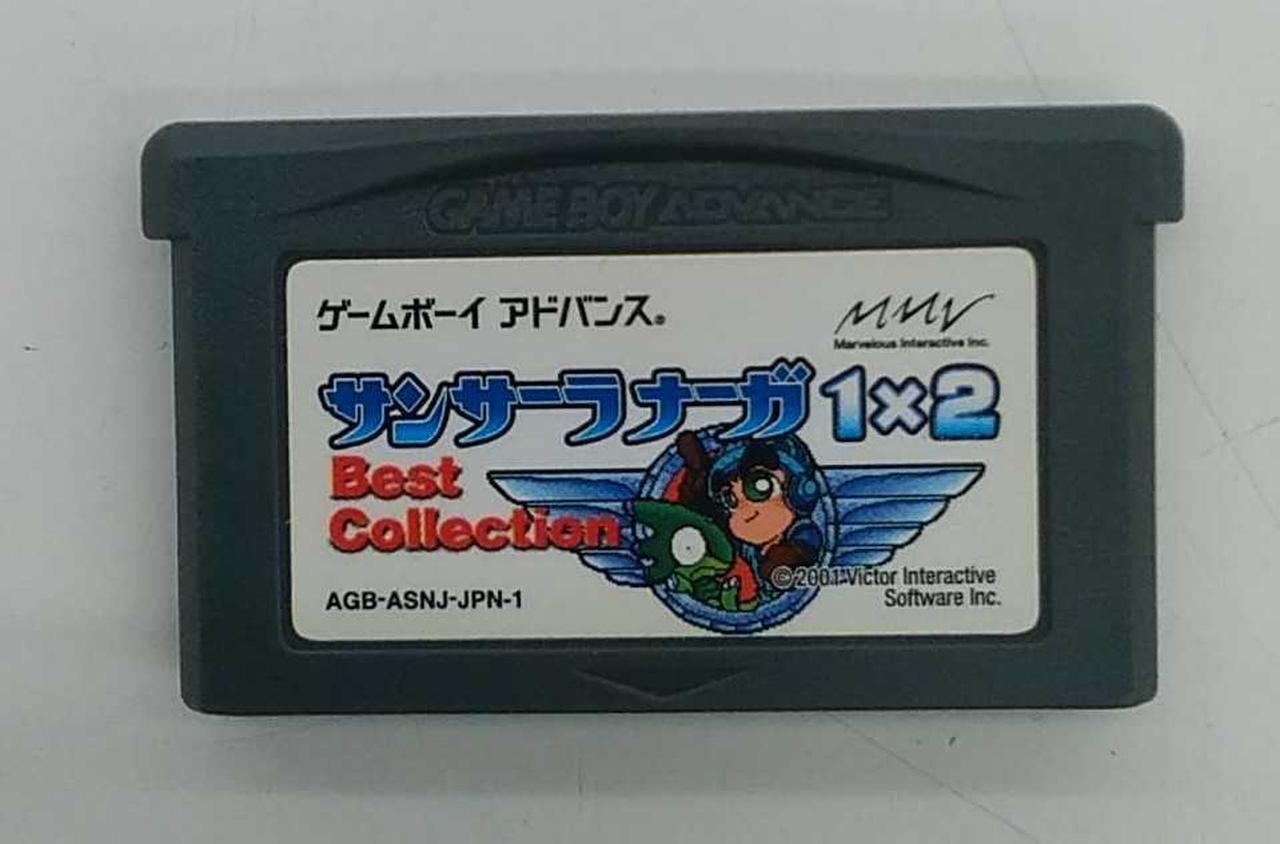 GAME BOY ADVANCE
ゲームボーイ アドバンス®
MMV
Marvelous Interactive Inc.
サンサーラナーガ1×2
Best
Collection
©2001 Victor Interactive
Software Inc.
AGB-ASNJ-JPN-1